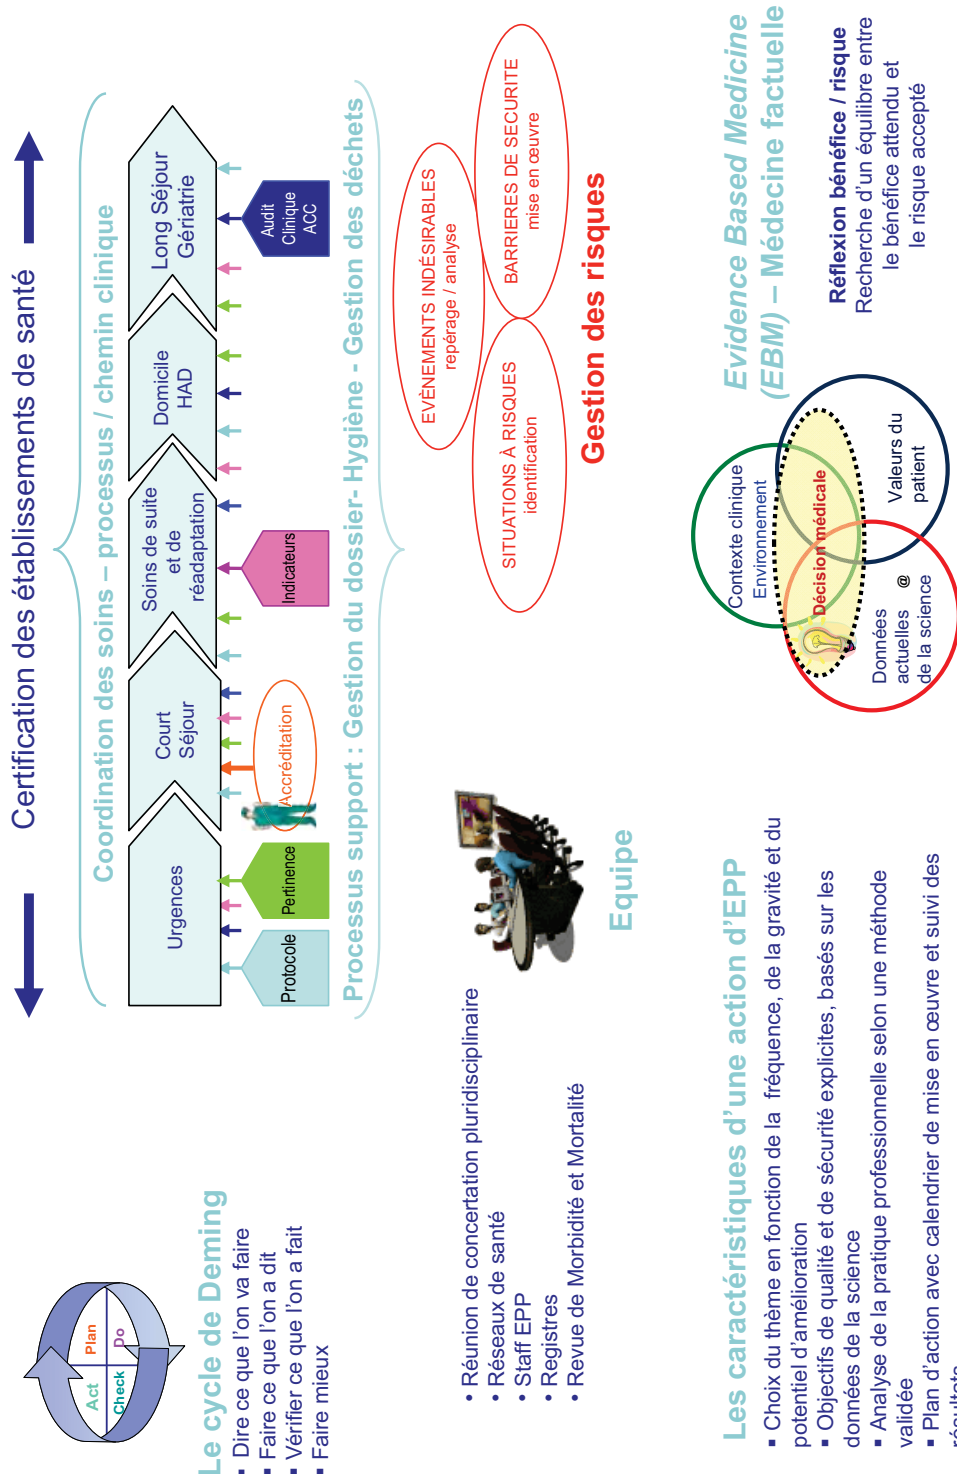 Certification des établissements de santé
Coordination des soins – processus / chemin clinique
Urgences
Court
Séjour
Soins de suite
et de
réadaptation
Domicile
HAD
Long Séjour
Gériatrie
Protocole
Pertinence
Accréditation
Indicateurs
Audit
Clinique
ACC
Processus support : Gestion du dossier- Hygiène - Gestion des déchets
Act
Plan
Check
Do
Le cycle de Deming
▪ Dire ce que l'on va faire
▪ Faire ce que l'on a dit
▪ Vérifier ce que l'on a fait
▪ Faire mieux
• Réunion de concertation pluridisciplinaire
• Réseaux de santé
• Staff EPP
• Registres
• Revue de Morbidité et Mortalité
Equipe
EVÈNEMENTS INDÉSIRABLES
repérage / analyse
SITUATIONS À RISQUES
identification
BARRIERES DE SECURITE
mise en œuvre
Gestion des risques
Les caractéristiques d'une action d'EPP
▪ Choix du thème en fonction de la fréquence, de la gravité et du
potentiel d'amélioration
▪ Objectifs de qualité et de sécurité explicites, basés sur les
données de la science
▪ Analyse de la pratique professionnelle selon une méthode
validée
▪ Plan d'action avec calendrier de mise en œuvre et suivi des
résultats
Contexte clinique
Environnement
Décision médicale
Données
actuelles @
de la science
Valeurs du
patient
Evidence Based Medicine
(EBM) – Médecine factuelle
Réflexion bénéfice / risque
Recherche d'un équilibre entre
le bénéfice attendu et
le risque accepté